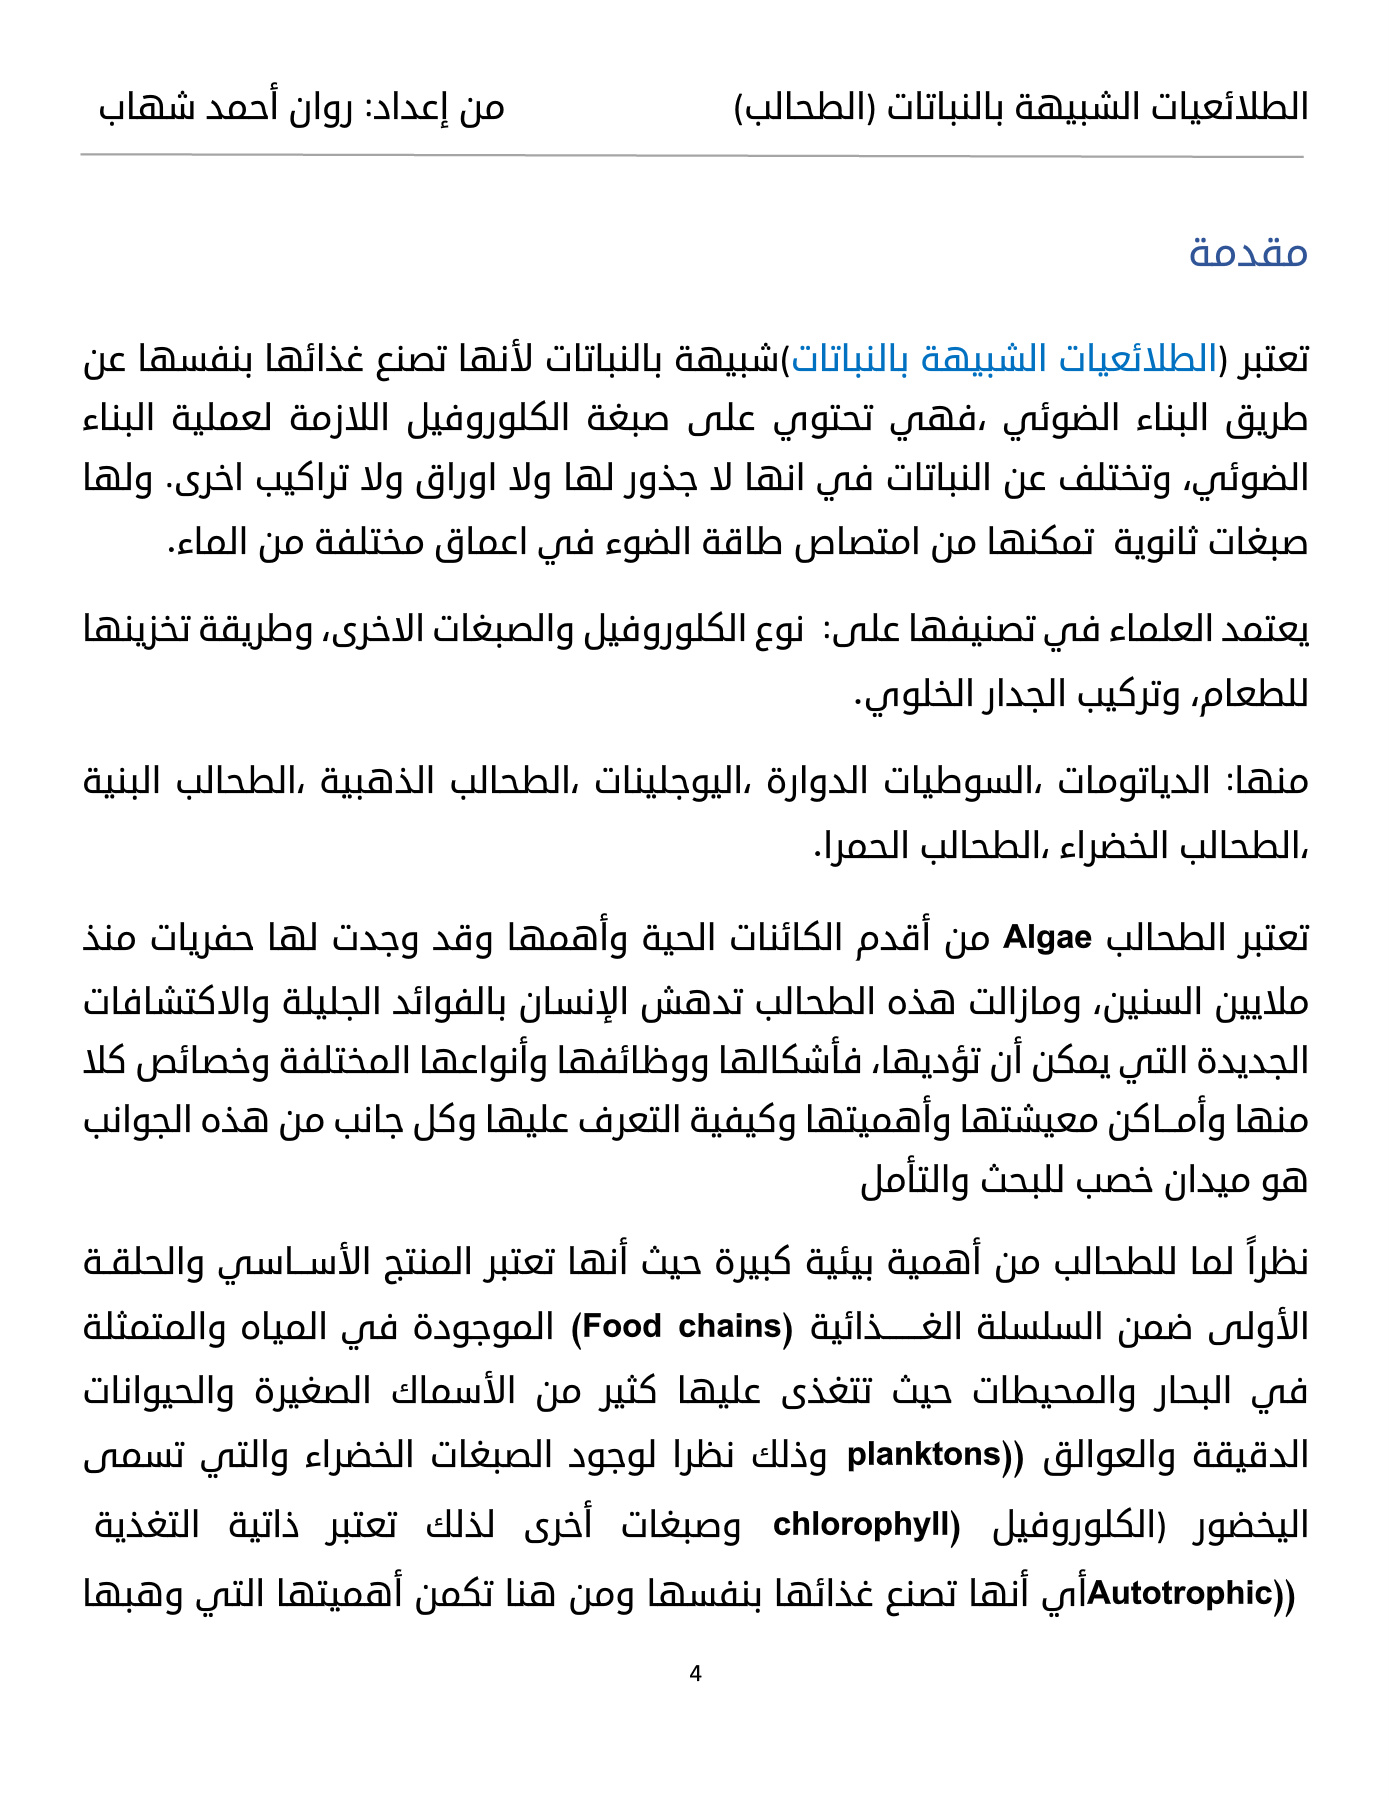 الطلائعيات الشبيهة بالنباتات (الطحالب) من إعداد: روان أحمد شهاب
مقدمة
تعتبر (الطلائعيات الشبيهة بالنباتات)شبيهة بالنباتات لأنها تصنع غذائها بنفسها عن
طريق البناء الضوئي ،فهي تحتوي على صبغة الكلوروفيل اللازمة لعملية البناء
الضوئي، وتختلف عن النباتات في انها لا جذور لها ولا اوراق ولا تراكيب اخرى. ولها
صبغات ثانوية تمكنها من امتصاص طاقة الضوء في اعماق مختلفة من الماء.
يعتمد العلماء في تصنيفها على: نوع الكلوروفيل والصبغات الاخرى، وطريقة تخزينها
للطعام، وتركيب الجدار الخلوي.
منها: الدياتومات ،السوطيات الدوارة ،اليوجلينات ،الطحالب الذهبية ،الطحالب البنية
،الطحالب الخضراء ،الطحالب الحمرا.
تعتبر الطحالب Algae من أقدم الكائنات الحية وأهمها وقد وجدت لها حفريات منذ
ملايين السنين، ومازالت هذه الطحالب تدهش الإنسان بالفوائد الجليلة والاكتشافات
الجديدة التي يمكن أن تؤديها، فأشكالها ووظائفها وأنواعها المختلفة وخصائص كلا
منها وأمــاكن معيشتها وأهميتها وكيفية التعرف عليها وكل جانب من هذه الجوانب
هو ميدان خصب للبحث والتأمل
نظراً لما للطحالب من أهمية بيئية كبيرة حيث أنها تعتبر المنتج الأســاسي والحلقـة
الأولى ضمن السلسلة الغـــــذائية (Food chains) الموجودة في المياه والمتمثلة
في البحار والمحيطات حيث تتغذى عليها كثير من الأسماك الصغيرة والحيوانات
الدقيقة والعوالق ((planktons وذلك نظرا لوجود الصبغات الخضراء والتي تسمى
اليخضور (الكلوروفيل (chlorophyll وصبغات أخرى لذلك تعتبر ذاتية التغذية
((Autotrophicأي أنها تصنع غذائها بنفسها ومن هنا تكمن أهميتها التي وهبها
4